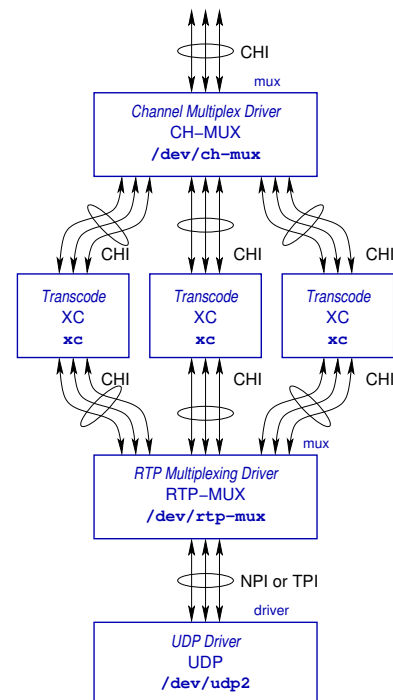 CHI
mux
Channel Multiplex Driver
CH−MUX
/dev/ch−mux
CHI
CHI
CHI
Transcode
XC
xc
Transcode
XC
xc
Transcode
XC
xc
CHI
CHI
CHI
mux
RTP Multiplexing Driver
RTP−MUX
/dev/rtp−mux
NPI or TPI
driver
UDP Driver
UDP
/dev/udp2